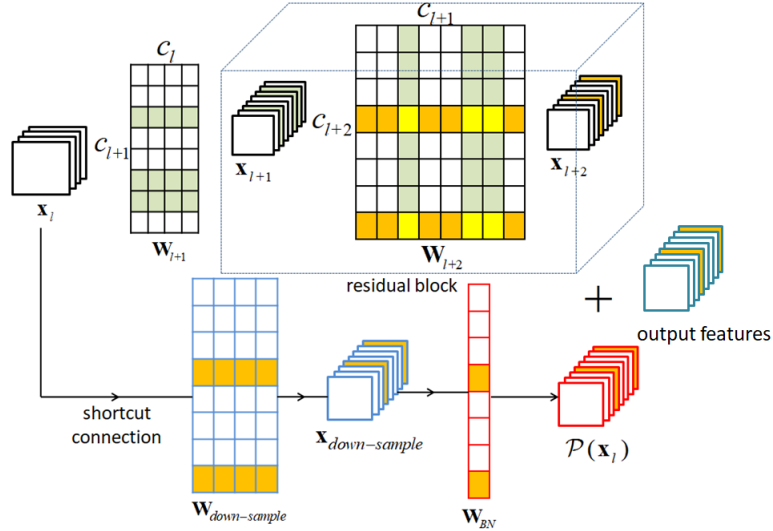 C_l
C_{l+1}
C_{l+1}
C_{l+2}
x_l
W_{l+1}
x_{l+1}
W_{l+2}
x_{l+2}
residual block
+
output features
shortcut
connection
W_{down-sample}
x_{down-sample}
W_{BN}
P(x_l)